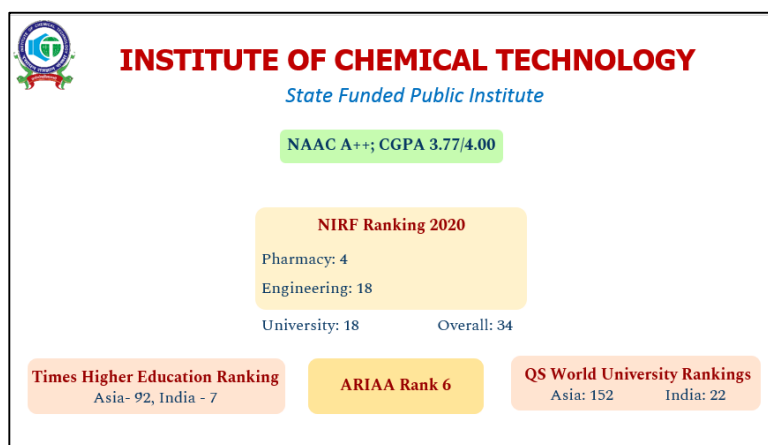 INSTITUTE OF CHEMICAL TECHNOLOGY
State Funded Public Institute
NAAC A++; CGPA 3.77/4.00
NIRF Ranking 2020
Pharmacy: 4
Engineering: 18
University: 18 Overall: 34
Times Higher Education Ranking
Asia- 92, India - 7
ARIAA Rank 6
QS World University Rankings
Asia: 152 India: 22